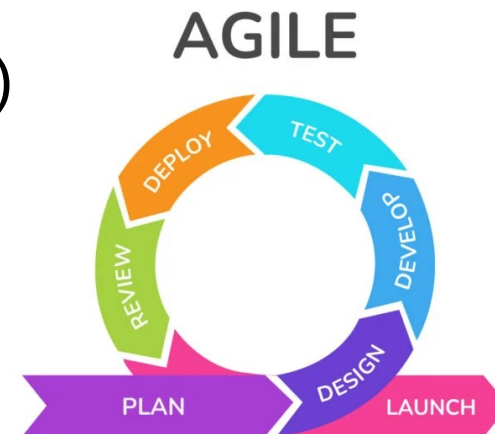 AGILE
)
TEST
DEPLOY
DEVELOP
REVIEW
DESIGN
PLAN
LAUNCH